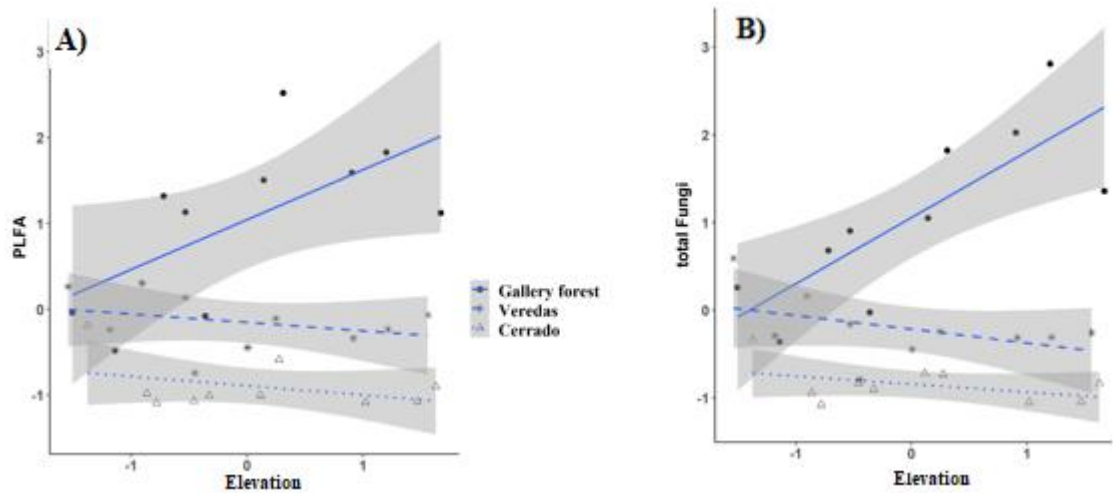 A)
3
2
1
0
-1
PLFA
-1
0
1
Elevation
Gallery forest
Veredas
Cerrado
B)
3
2
1
0
-1
total Fungi
-1
0
1
Elevation